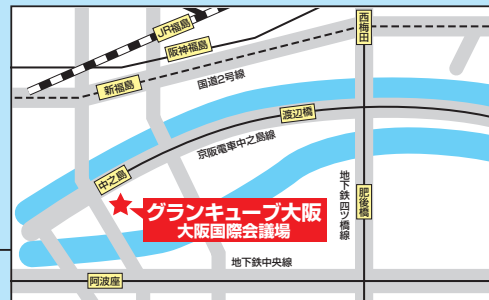 JR福島
阪神福島
西梅田
新福島
国道2号線
渡辺橋
京阪電車中之島線
中之島
地下鉄四ツ橋線
肥後橋
グランキューブ大阪
大阪国際会議場
地下鉄中央線
阿波座